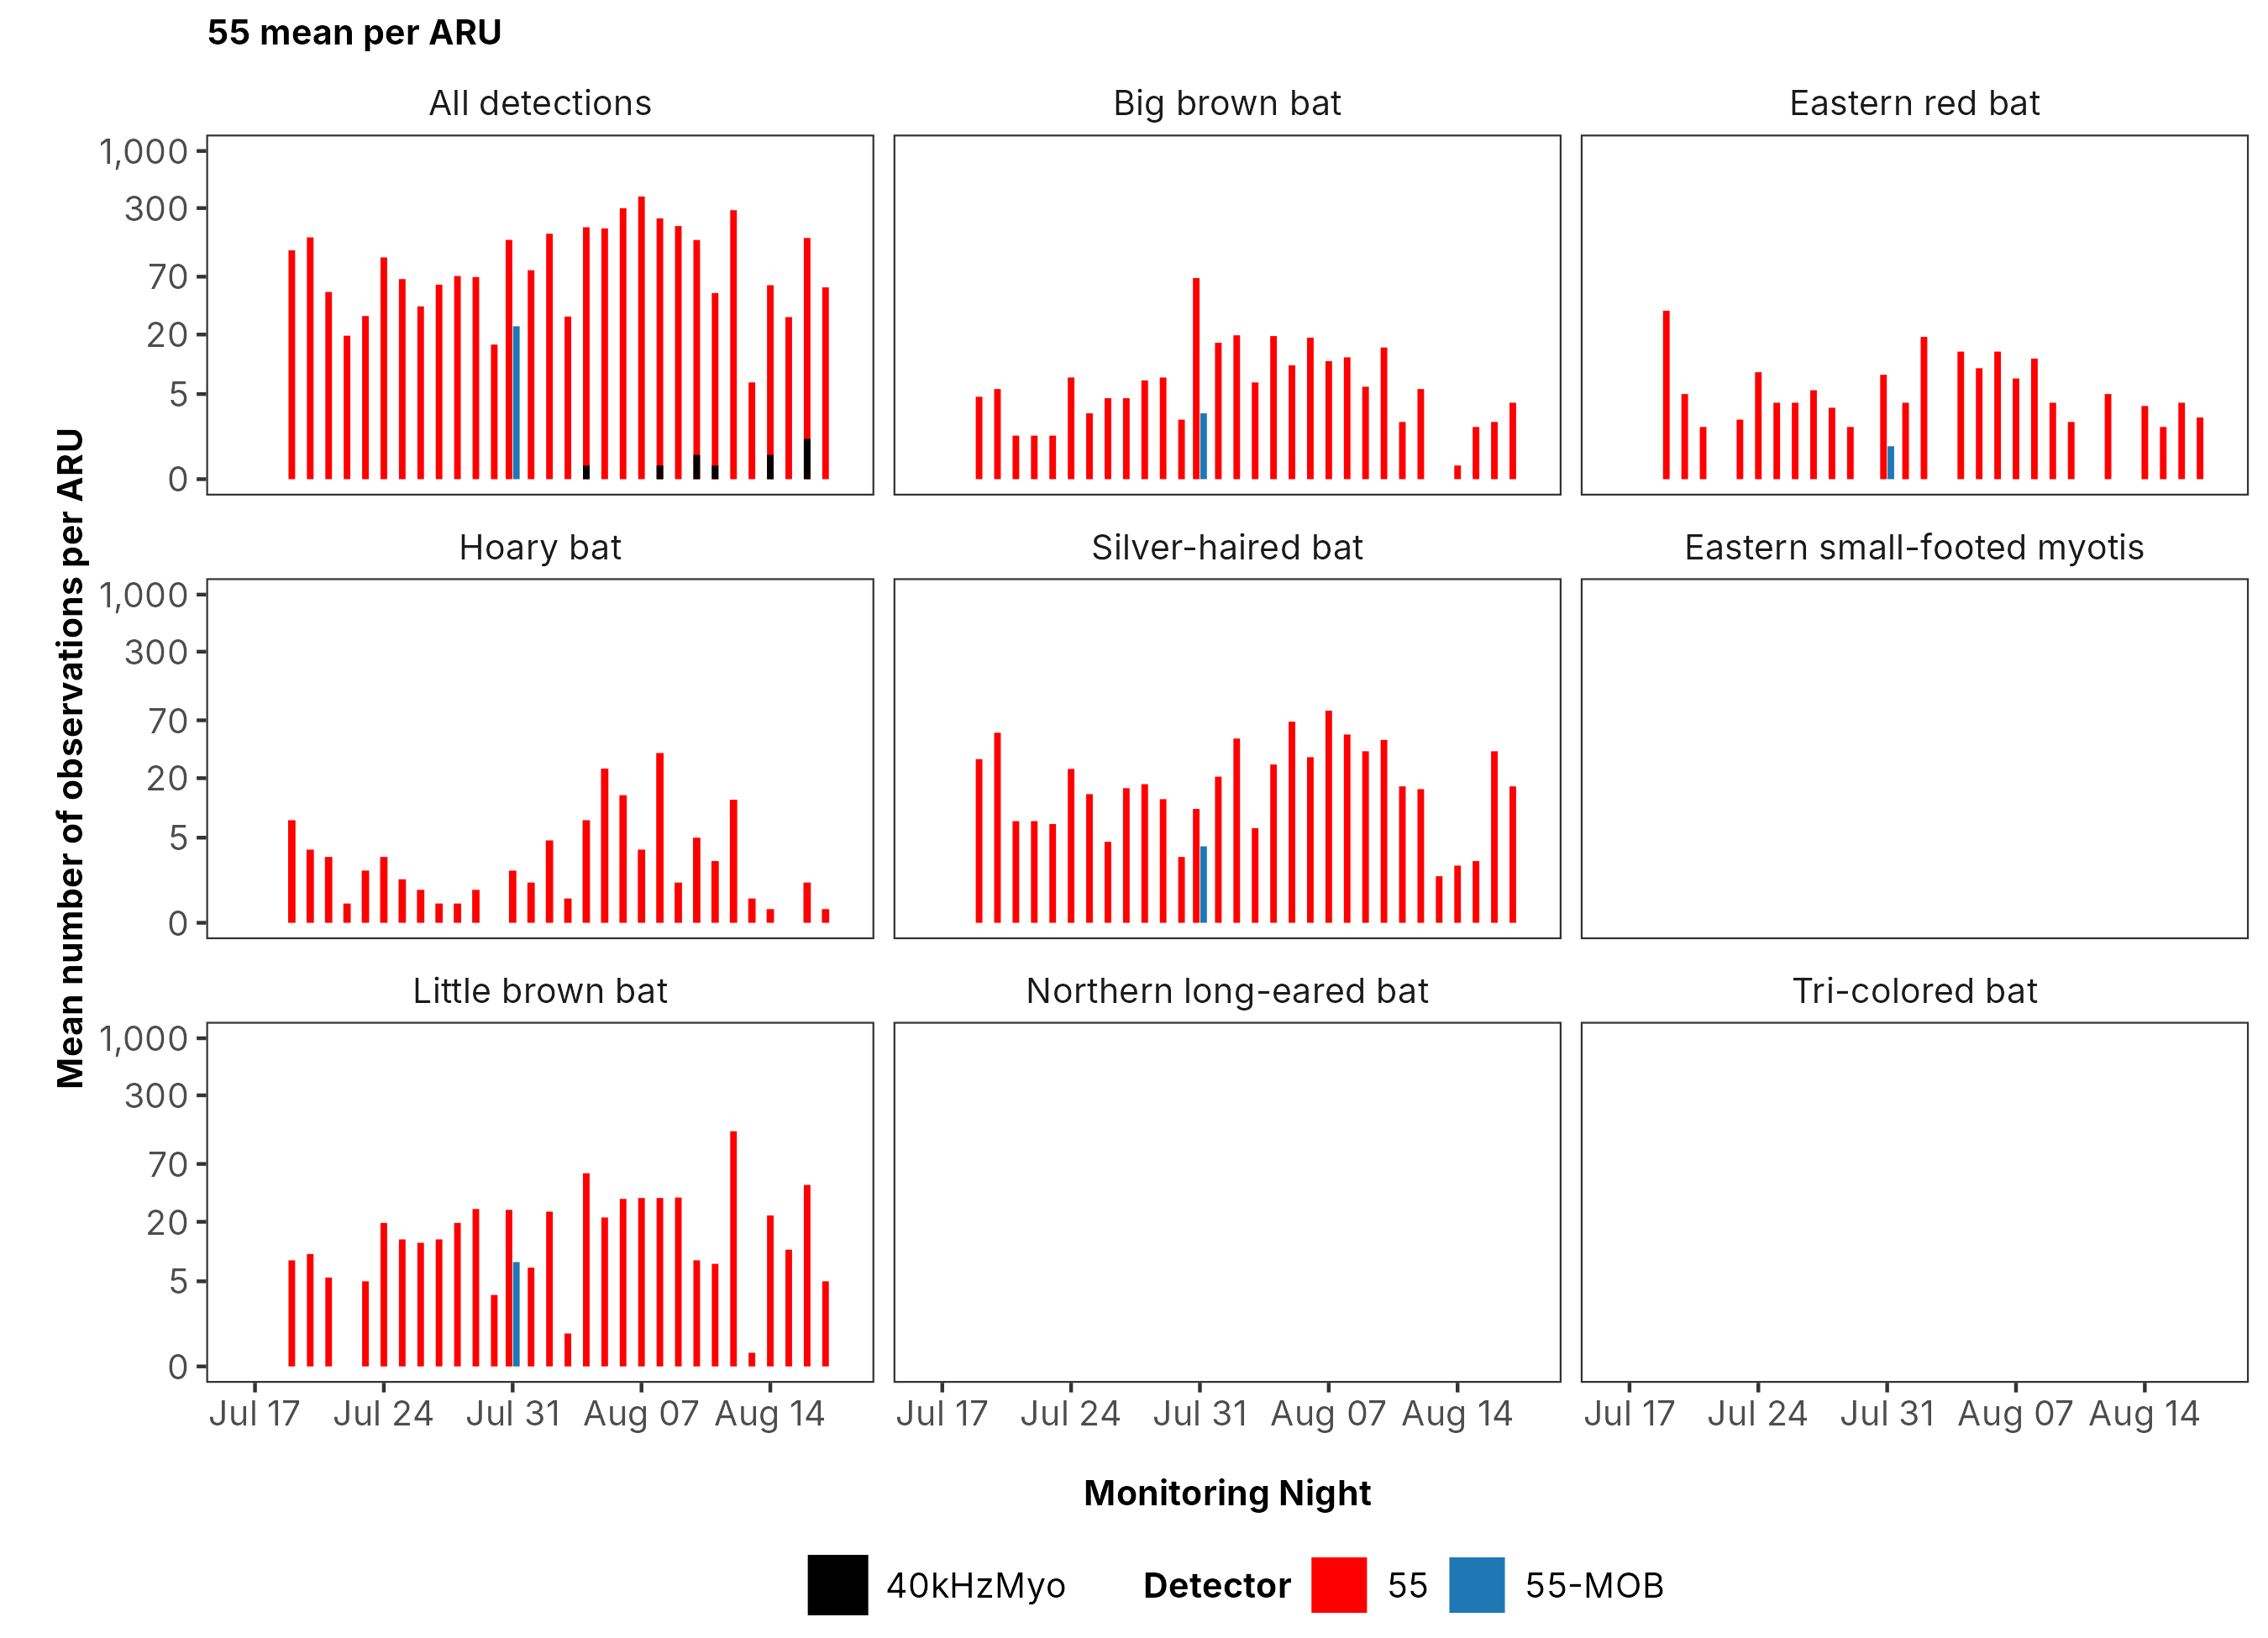 55 mean per ARU
All detections
Big brown bat
Eastern red bat
1,000
300
70
20
5
0
Hoary bat
Silver-haired bat
Eastern small-footed myotis
1,000
300
70
20
5
0
Little brown bat
Northern long-eared bat
Tri-colored bat
1,000
300
70
20
5
0
Mean number of observations per ARU
Jul 17 Jul 24 Jul 31 Aug 07 Aug 14
Jul 17 Jul 24 Jul 31 Aug 07 Aug 14
Jul 17 Jul 24 Jul 31 Aug 07 Aug 14
Monitoring Night
40kHzMyo Detector 55 55-MOB